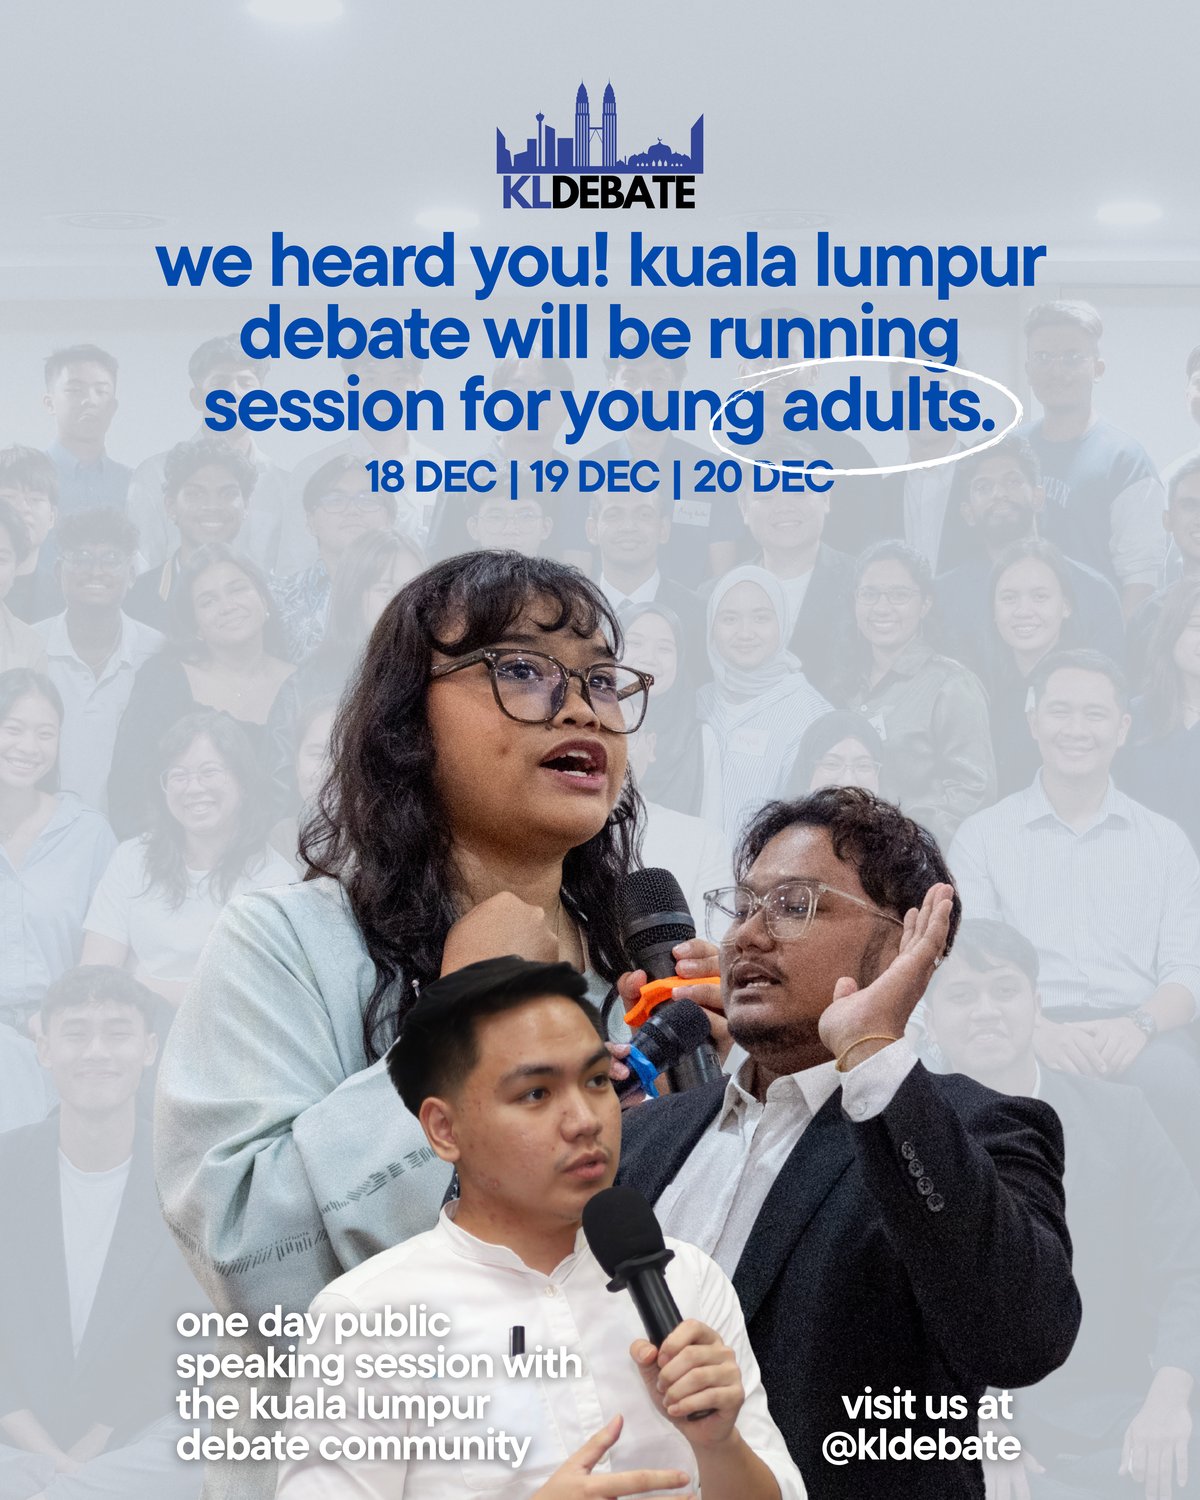 KLDEBATE
we heard you! kuala lumpur
debate will be running
session for young adults.
18 DEC | 19 DEC | 20 DEC
one day public
speaking session with
the kuala lumpur
debate community
visit us at
@kldebate